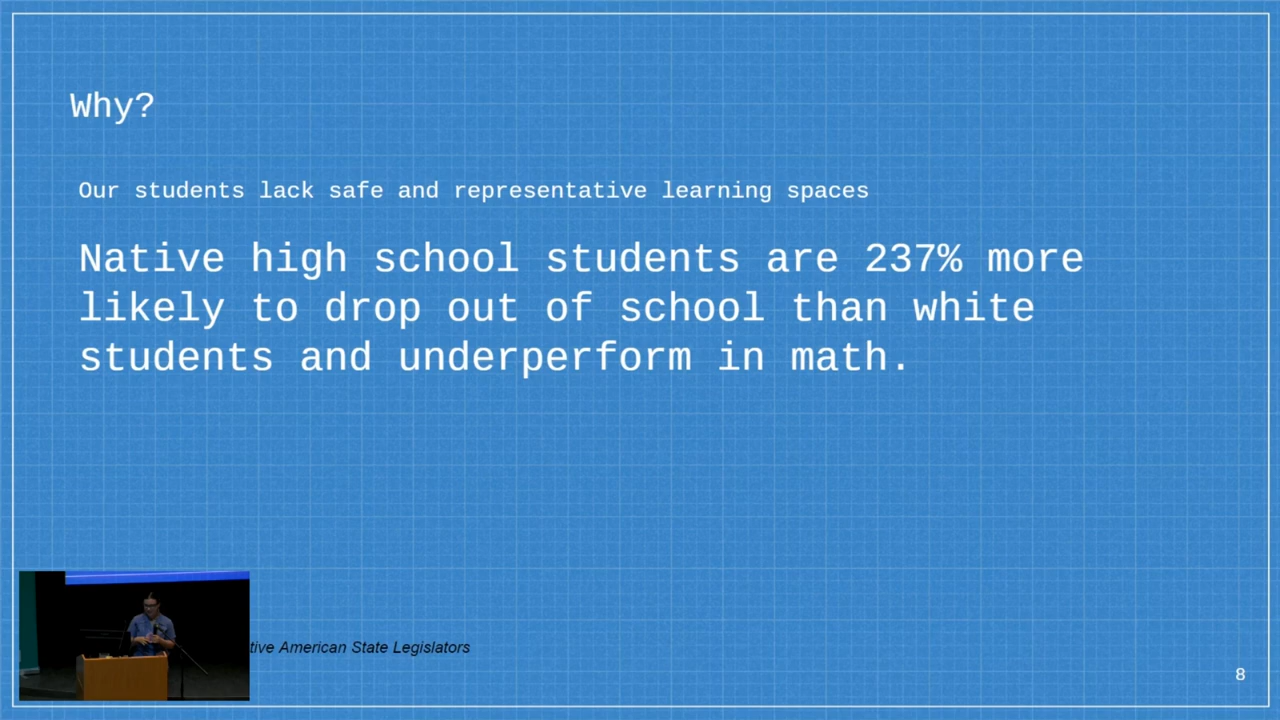 Why?
Our students lack safe and representative learning spaces
Native high school students are 237% more
likely to drop out of school than white
students and underperform in math.
American State Legislators
8